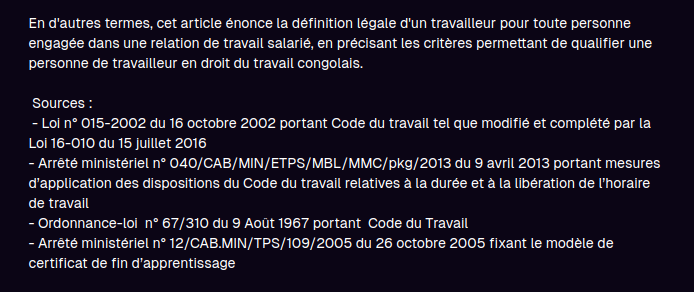 En d'autres termes, cet article énonce la définition légale d'un travailleur pour toute personne
engagée dans une relation de travail salarié, en précisant les critères permettant de qualifier une
personne de travailleur en droit du travail congolais.
Sources :
- Loi n° 015-2002 du 16 octobre 2002 portant Code du travail tel que modifié et complété par la
Loi 16-010 du 15 juillet 2016
- Arrêté ministériel n° 040/CAB/MIN/ETPS/MBL/MMC/pkg/2013 du 9 avril 2013 portant mesures
d'application des dispositions du Code du travail relatives à la durée et à la libération de l'horaire
de travail
- Ordonnance-loi n° 67/310 du 9 Août 1967 portant Code du Travail
- Arrêté ministériel n° 12/CAB.MIN/TPS/109/2005 du 26 octobre 2005 fixant le modèle de
certificat de fin d'apprentissage